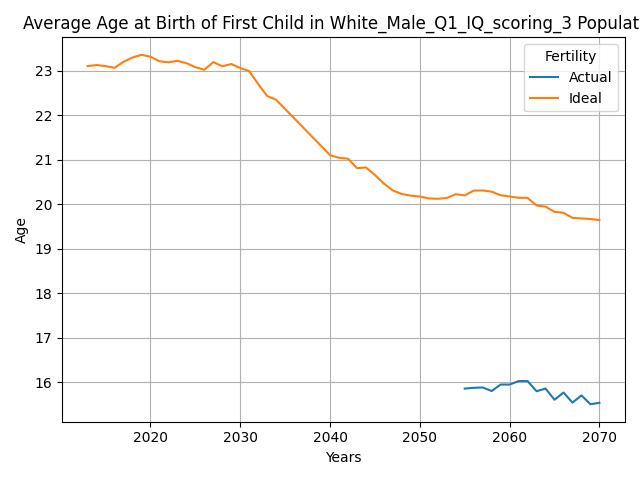 Average Age at Birth of First Child in White_Male_Q1_IQ_scoring_3 Populat
Fertility
Actual
Ideal
Age
23
22
21
20
19
18
17
16
2020 2030 2040 2050 2060 2070
Years